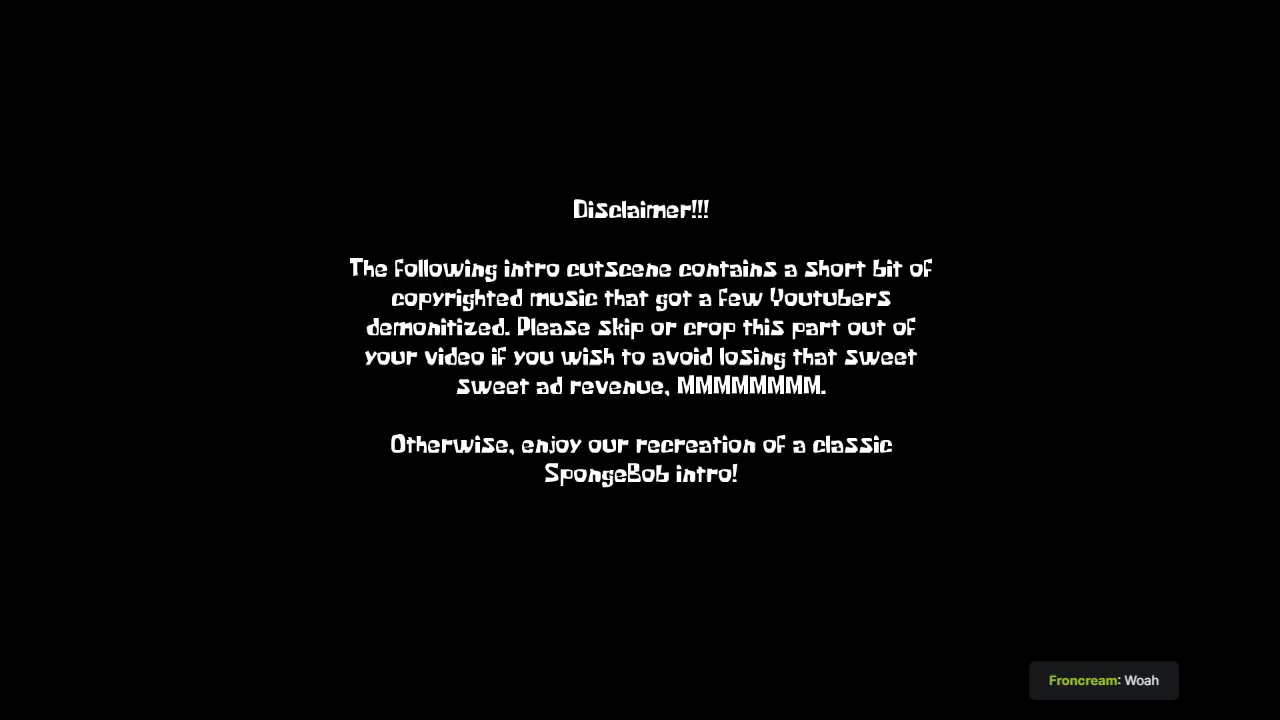 Disclaimer!!!
The following intro cutscene contains a short bit of
copyrighted music that got a few Youtubers
demonitized. Please skip or crop this part out of
your video if you wish to avoid losing that sweet
sweet ad revenue, MMMMMMMM.
Otherwise, enjoy our recreation of a classic
SpongeBob intro!
Froncream: Woah